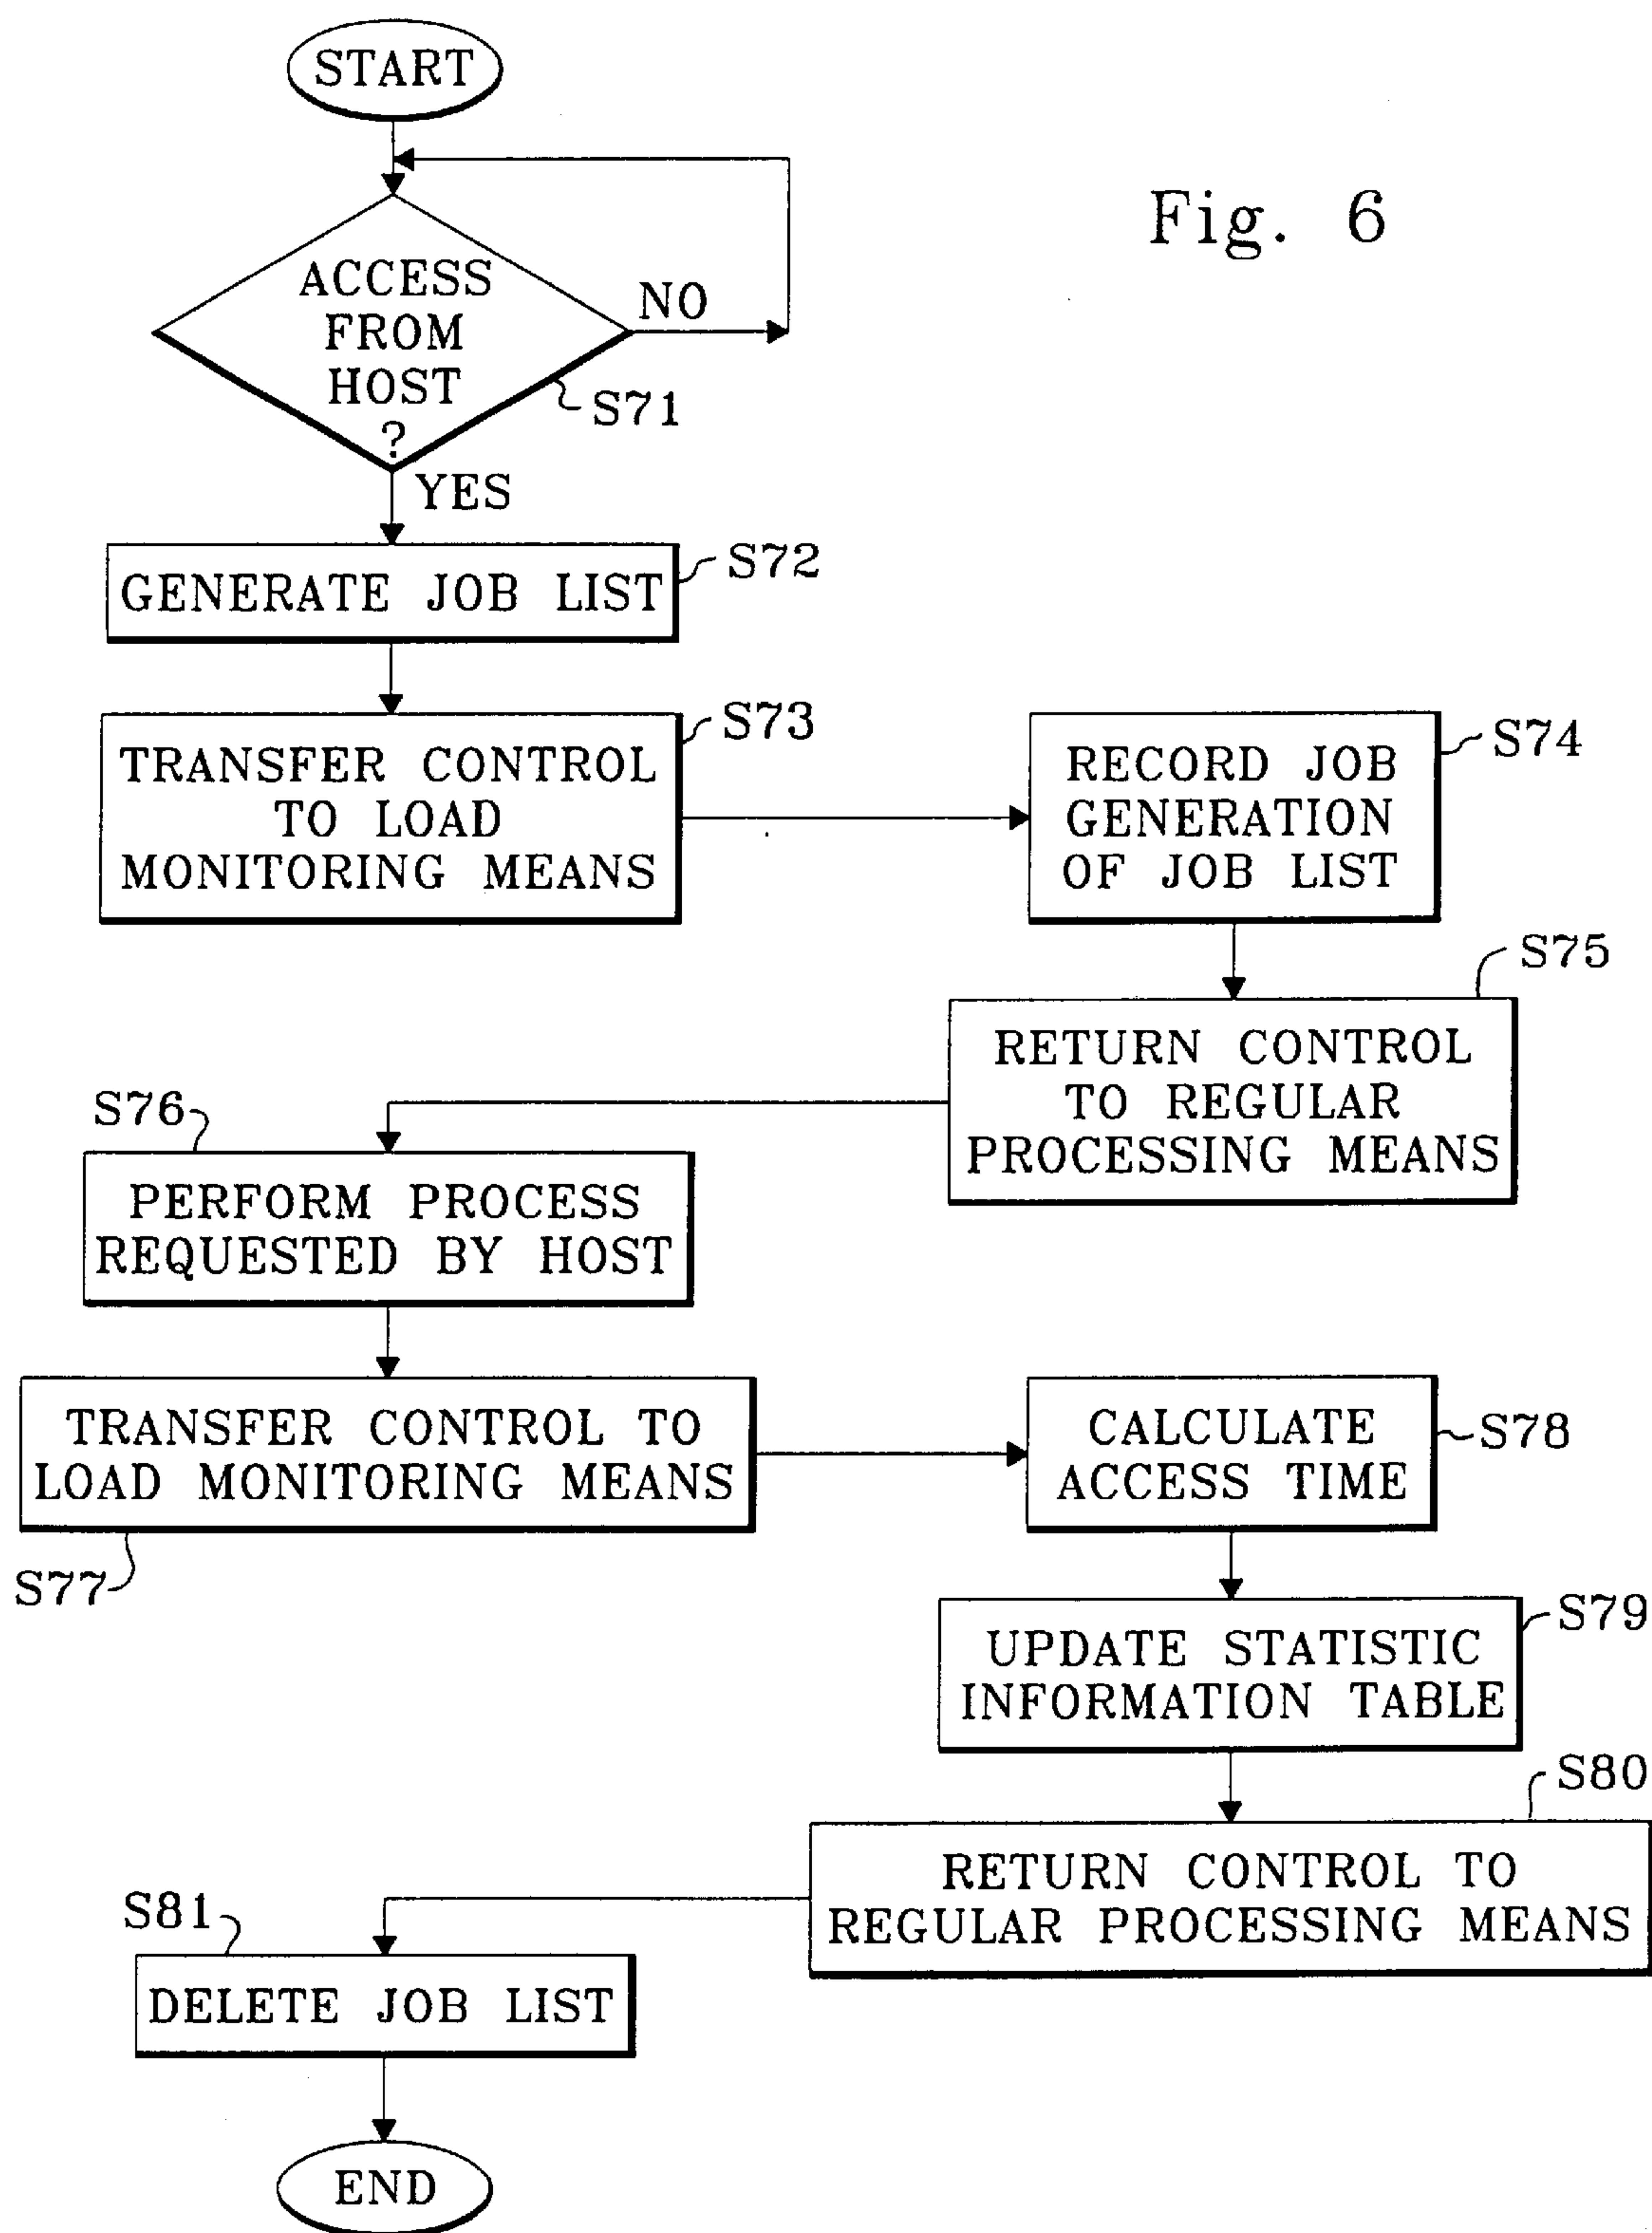 START
Fig. 6
ACCESS
FROM
HOST
?
NO
S71
YES
S72
GENERATE JOB LIST
S73
TRANSFER CONTROL
TO LOAD
MONITORING MEANS
S74
RECORD JOB
GENERATION
OF JOB LIST
S75
RETURN CONTROL
TO REGULAR
PROCESSING MEANS
S76
PERFORM PROCESS
REQUESTED BY HOST
TRANSFER CONTROL TO
LOAD MONITORING MEANS
S77
CALCULATE
ACCESS TIME
S78
S79
UPDATE STATISTIC
INFORMATION TABLE
S80
RETURN CONTROL TO
REGULAR PROCESSING MEANS
S81
DELETE JOB LIST
END